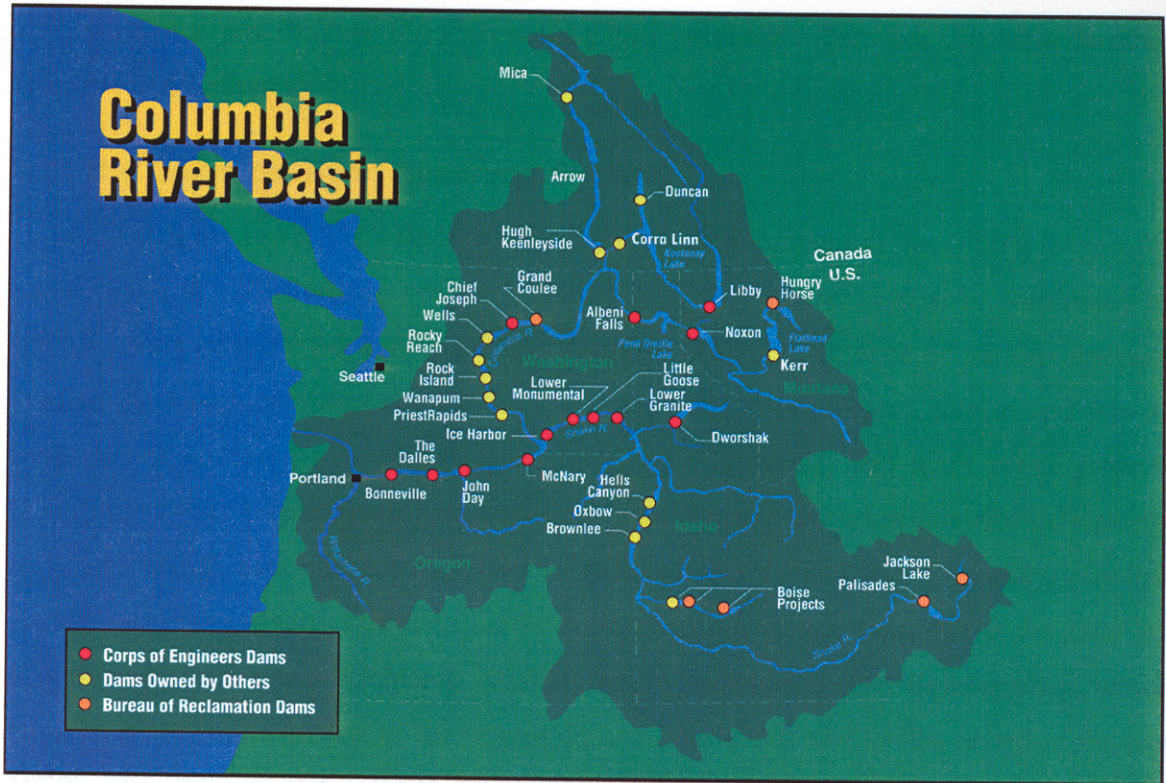 Columbia
River Basin
Mica
Arrow
Duncan
Hugh
Keenleyside
Corra Linn
Kootenay
Lake
Canada
U.S.
Grand
Coulee
Chief
Joseph
Wells
Rocky
Reach
Rock
Island
Wanapum
PriestRapids
Columbia R.
Seattle
Washington
Albeni
Falls
Libby
Hungry
Horse
Noxon
Pend Oreille
Lake
Flathead
Lake
Kerr
Montana
Little
Goose
Lower
Monumental
Lower
Granite
Ice Harbor
Snake R.
Dworshak
The
Dalles
Portland
Bonneville
John
Day
McNary
Hells
Canyon
Oxbow
Brownlee
Idaho
Oregon
Willamette R.
Boise
Projects
Palisades
Jackson
Lake
Snake R.
Corps of Engineers Dams
Dams Owned by Others
Bureau of Reclamation Dams